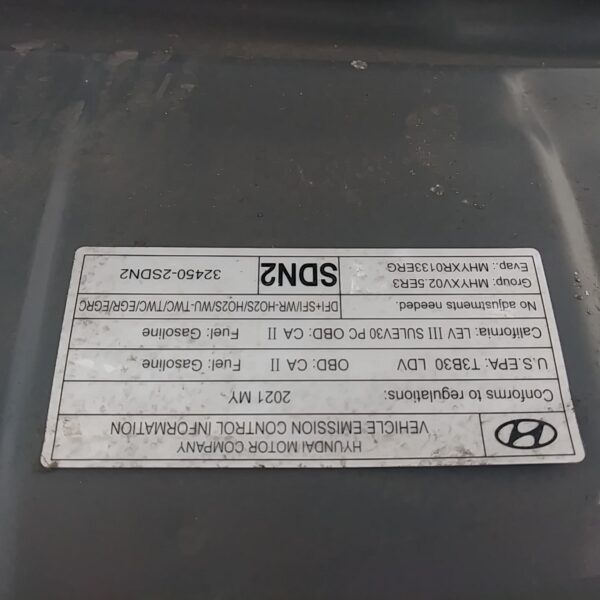 HYUNDAI MOTOR COMPANY
VEHICLE EMISSION CONTROL INFORMATION
Conforms to regulations: 2021 MY
U.S.EPA: T3B30 LDV OBD: CA II Fuel: Gasoline
California: LEV III SULEV30 PC OBD: CA II Fuel: Gasoline
No adjustments needed. DFI+SFI/WR-HO2S/HO2S/WU-TWC/TWC/EGR/EGRC
Group: MHYXV02.5ER3
Evap.: MHYXR0133ERG
SDN2
32450-2SDN2